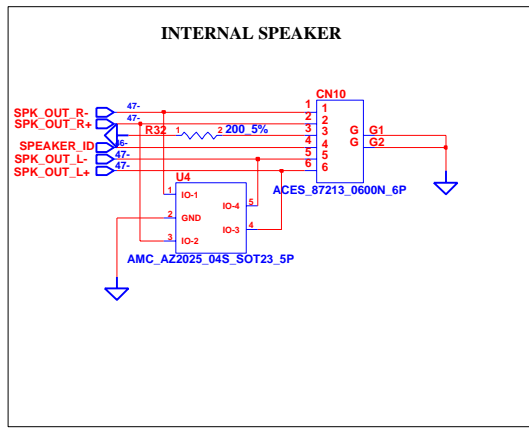 INTERNAL SPEAKER
CN10
SPK_OUT_R- 47- 1 1
SPK_OUT_R+ 47- 2 2
R32 1 2 200_5% 3 3 G G1
SPEAKER_ID 46- 4 4 G G2
SPK_OUT_L- 47- 5 5
SPK_OUT_L+ 47- 6 6
U4 ACES_87213_0600N_6P
1 IO-1 IO-4 5
2 GND
3 IO-2 IO-3 4
AMC_AZ2025_04S_SOT23_5P